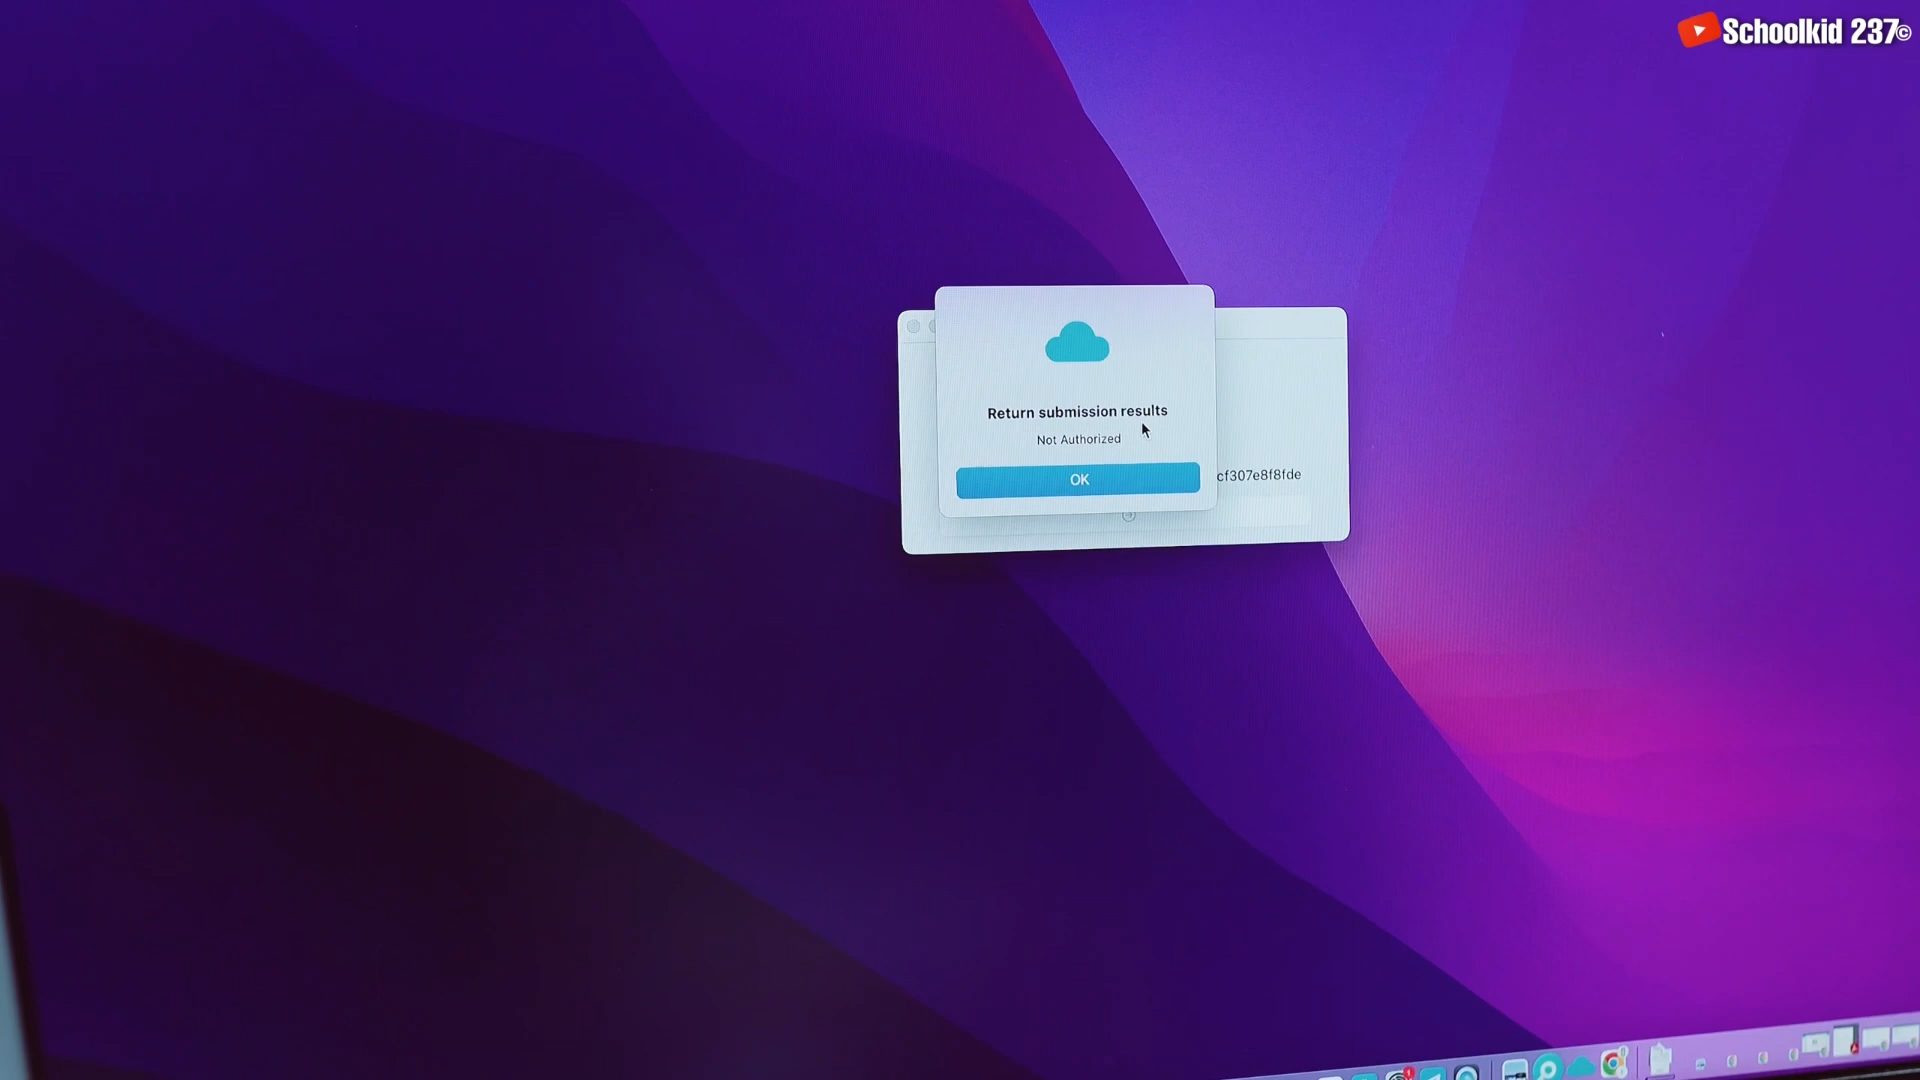 Schoolkid 237©
Return submission results
Not Authorized
OK
cf307e8f8fde